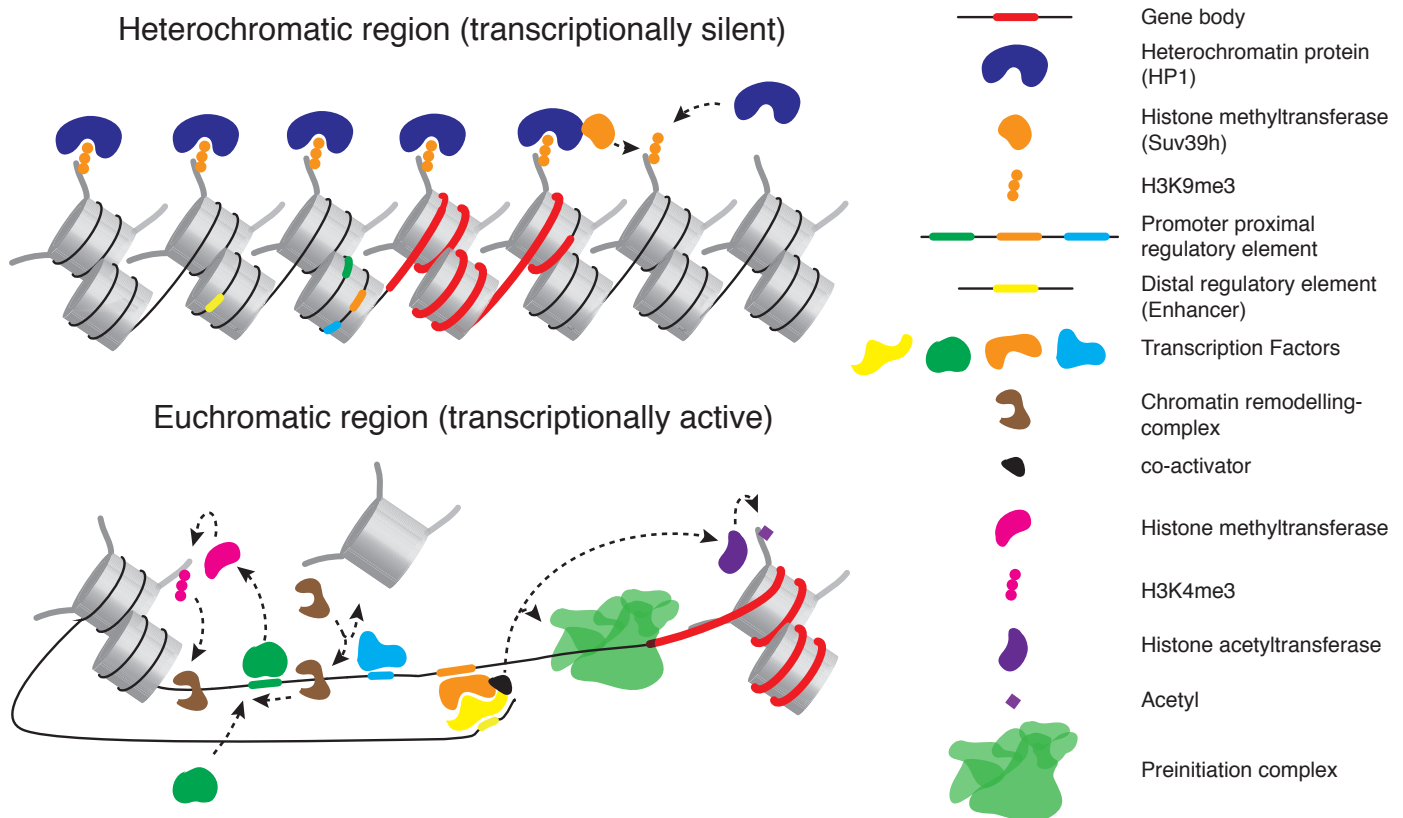 Heterochromatic region (transcriptionally silent)
Euchromatic region (transcriptionally active)
Gene body
Heterochromatin protein
(HP1)
Histone methyltransferase
(Suv39h)
H3K9me3
Promoter proximal
regulatory element
Distal regulatory element
(Enhancer)
Transcription Factors
Chromatin remodelling-
complex
co-activator
Histone methyltransferase
H3K4me3
Histone acetyltransferase
Acetyl
Preinitiation complex